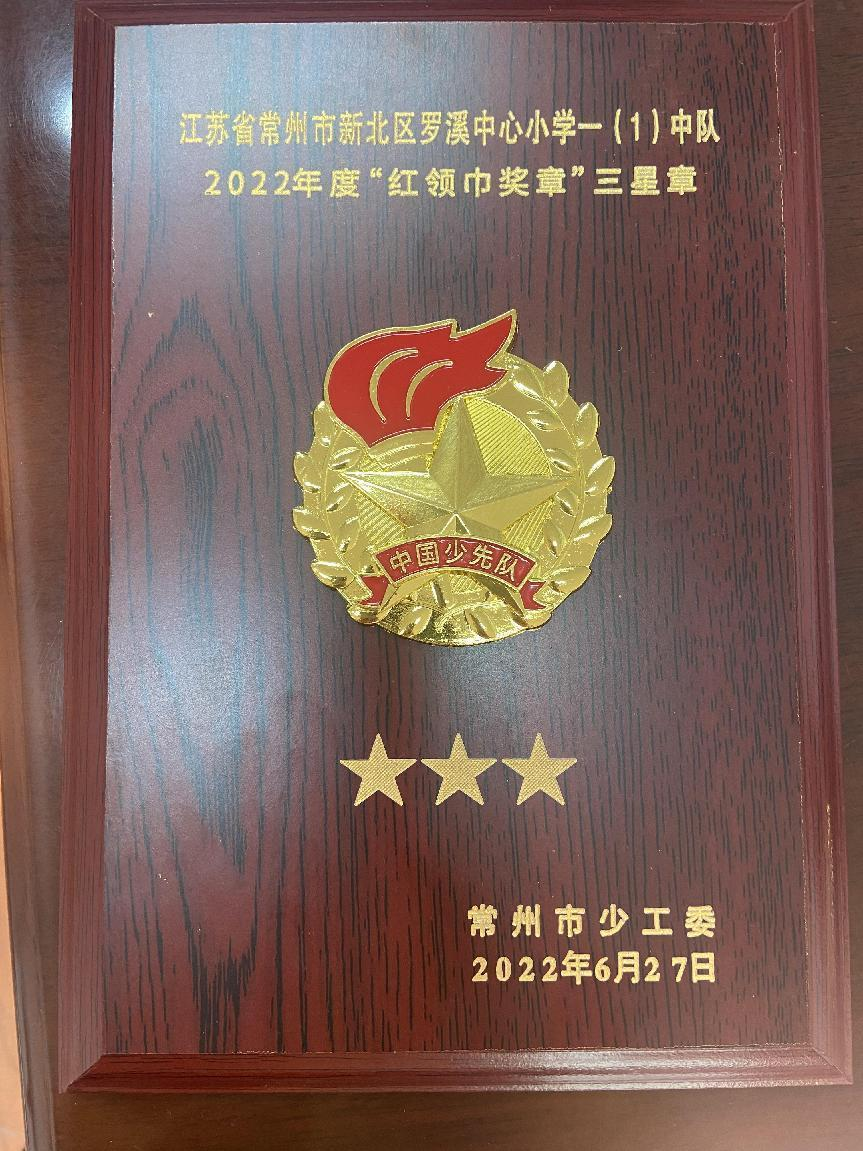 江苏省常州市新北区罗溪中心小学一（1）中队
2022年度“红领巾奖章”三星章
中国少先队
常州市少工委
2022年6月27日